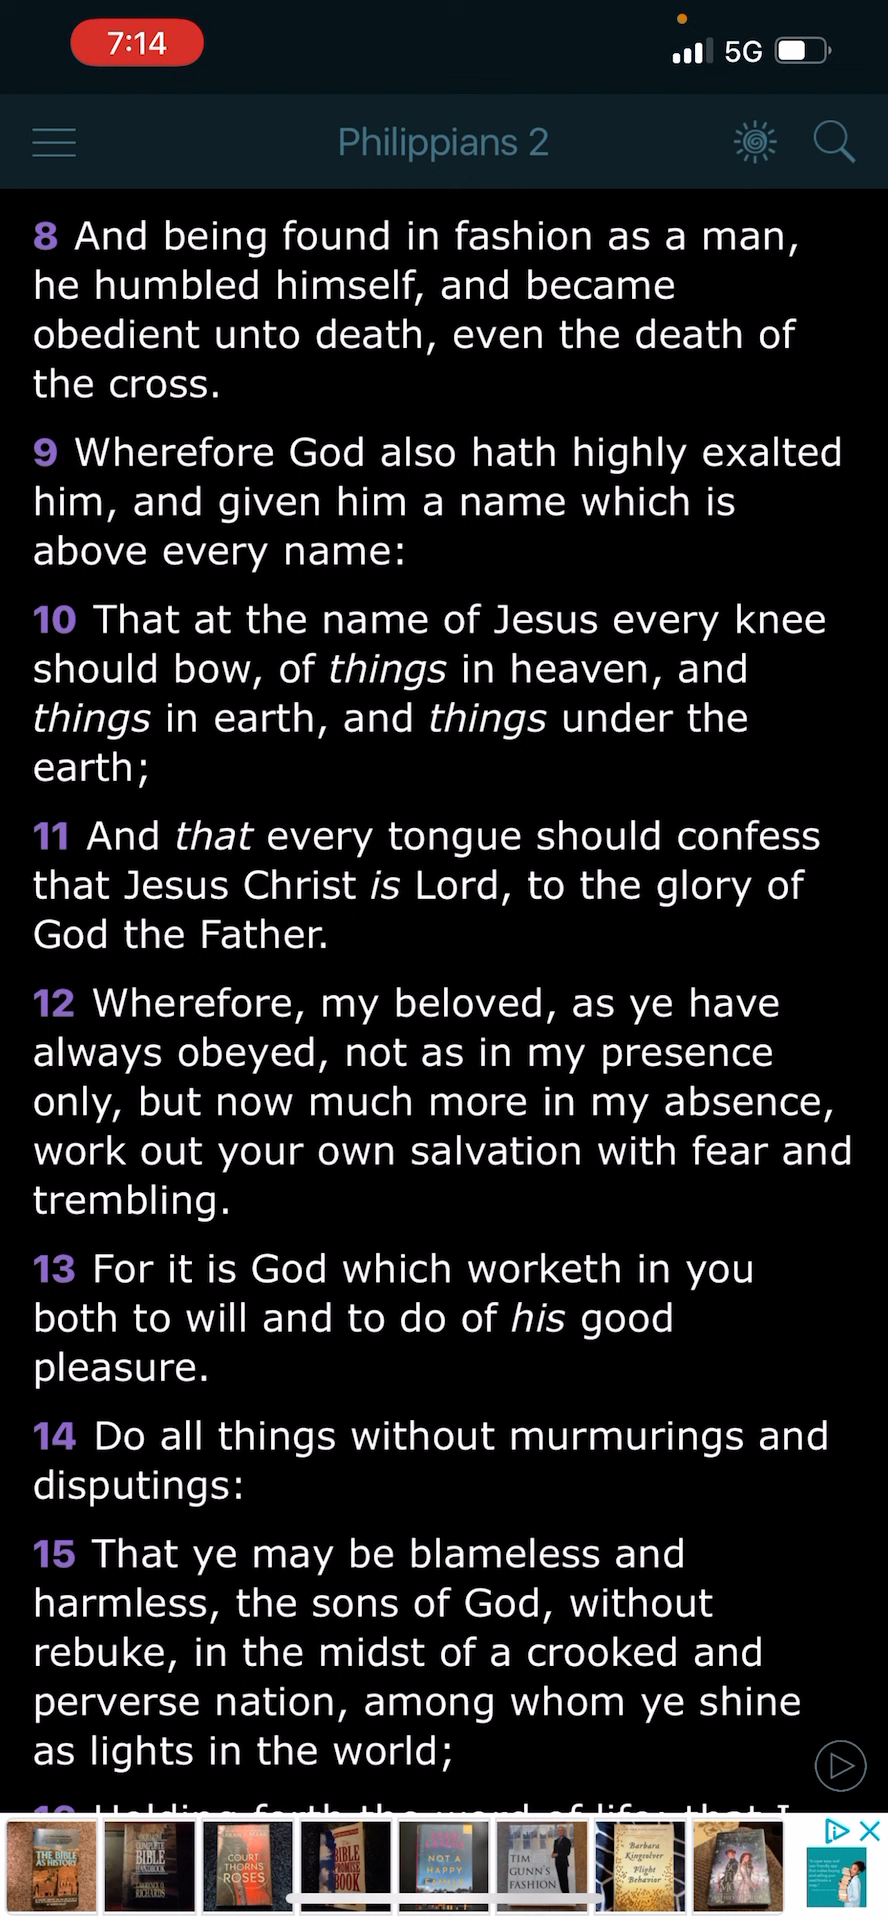 7:14
5G
Philippians 2
8 And being found in fashion as a man,
he humbled himself, and became
obedient unto death, even the death of
the cross.
9 Wherefore God also hath highly exalted
him, and given him a name which is
above every name:
10 That at the name of Jesus every knee
should bow, of things in heaven, and
things in earth, and things under the
earth;
11 And that every tongue should confess
that Jesus Christ is Lord, to the glory of
God the Father.
12 Wherefore, my beloved, as ye have
always obeyed, not as in my presence
only, but now much more in my absence,
work out your own salvation with fear and
trembling.
13 For it is God which worketh in you
both to will and to do of his good
pleasure.
14 Do all things without murmurings and
disputings:
15 That ye may be blameless and
harmless, the sons of God, without
rebuke, in the midst of a crooked and
perverse nation, among whom ye shine
as lights in the world;
Holding forth the word of life; that I
THE BIBLE
AS HISTORY
COMPLETE
BIBLE
HANDBOOK
RICHARDS
COURT
THORNS
ROSES
BIBLE
PROMISE
BOOK
NOT A
HAPPY
FAMILY
TIM
GUNN'S
FASHION
Barbara
Kingsolver
Flight
Behavior